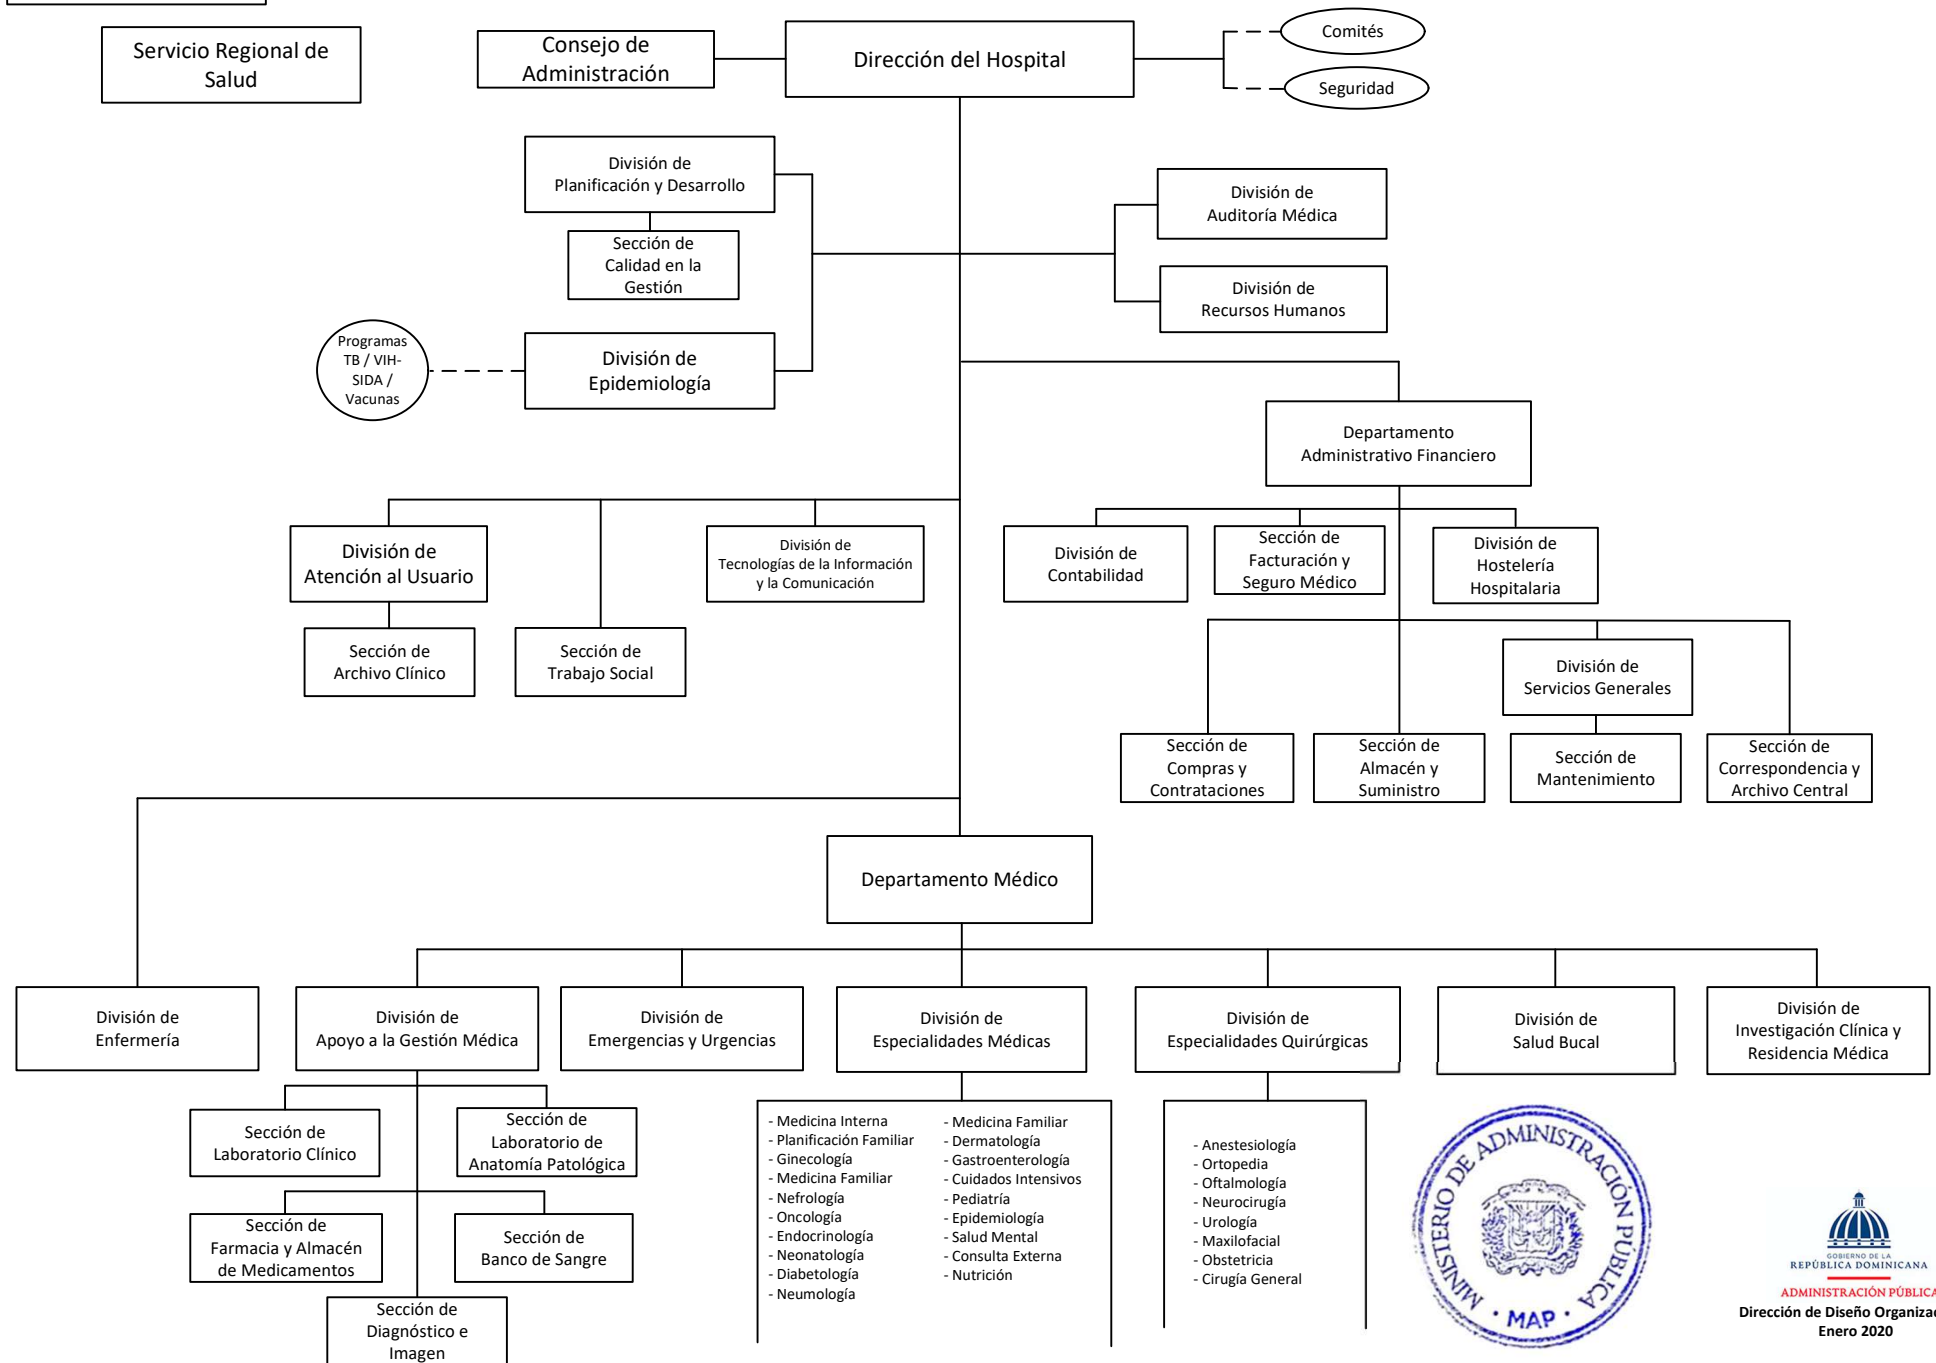 Servicio Regional de
Salud
Consejo de
Administración
Dirección del Hospital
Comités
Seguridad
División de
Planificación y Desarrollo
Sección de
Calidad en la
Gestión
División de
Auditoría Médica
División de
Recursos Humanos
Programas
TB / VIH-
SIDA /
Vacunas
División de
Epidemiología
Departamento
Administrativo Financiero
División de
Atención al Usuario
División de
Tecnologías de la Información
y la Comunicación
División de
Contabilidad
Sección de
Facturación y
Seguro Médico
División de
Hostelería
Hospitalaria
Sección de
Archivo Clínico
Sección de
Trabajo Social
División de
Servicios Generales
Sección de
Compras y
Contrataciones
Sección de
Almacén y
Suministro
Sección de
Mantenimiento
Sección de
Correspondencia y
Archivo Central
Departamento Médico
División de
Enfermería
División de
Apoyo a la Gestión Médica
División de
Emergencias y Urgencias
División de
Especialidades Médicas
División de
Especialidades Quirúrgicas
División de
Salud Bucal
División de
Investigación Clínica y
Residencia Médica
Sección de
Laboratorio Clínico
Sección de
Laboratorio de
Anatomía Patológica
Sección de
Farmacia y Almacén
de Medicamentos
Sección de
Banco de Sangre
Sección de
Diagnóstico e
Imagen
- Medicina Interna
- Planificación Familiar
- Ginecología
- Medicina Familiar
- Nefrología
- Oncología
- Endocrinología
- Neonatología
- Diabetología
- Neumología
- Medicina Familiar
- Dermatología
- Gastroenterología
- Cuidados Intensivos
- Pediatría
- Epidemiología
- Salud Mental
- Consulta Externa
- Nutrición
- Anestesiología
- Ortopedia
- Oftalmología
- Neurocirugía
- Urología
- Maxilofacial
- Obstetricia
- Cirugía General
MINISTERIO DE ADMINISTRACIÓN PÚBLICA
· MAP ·
GOBIERNO DE LA
REPÚBLICA DOMINICANA
ADMINISTRACIÓN PÚBLICA
Dirección de Diseño Organizac
Enero 2020